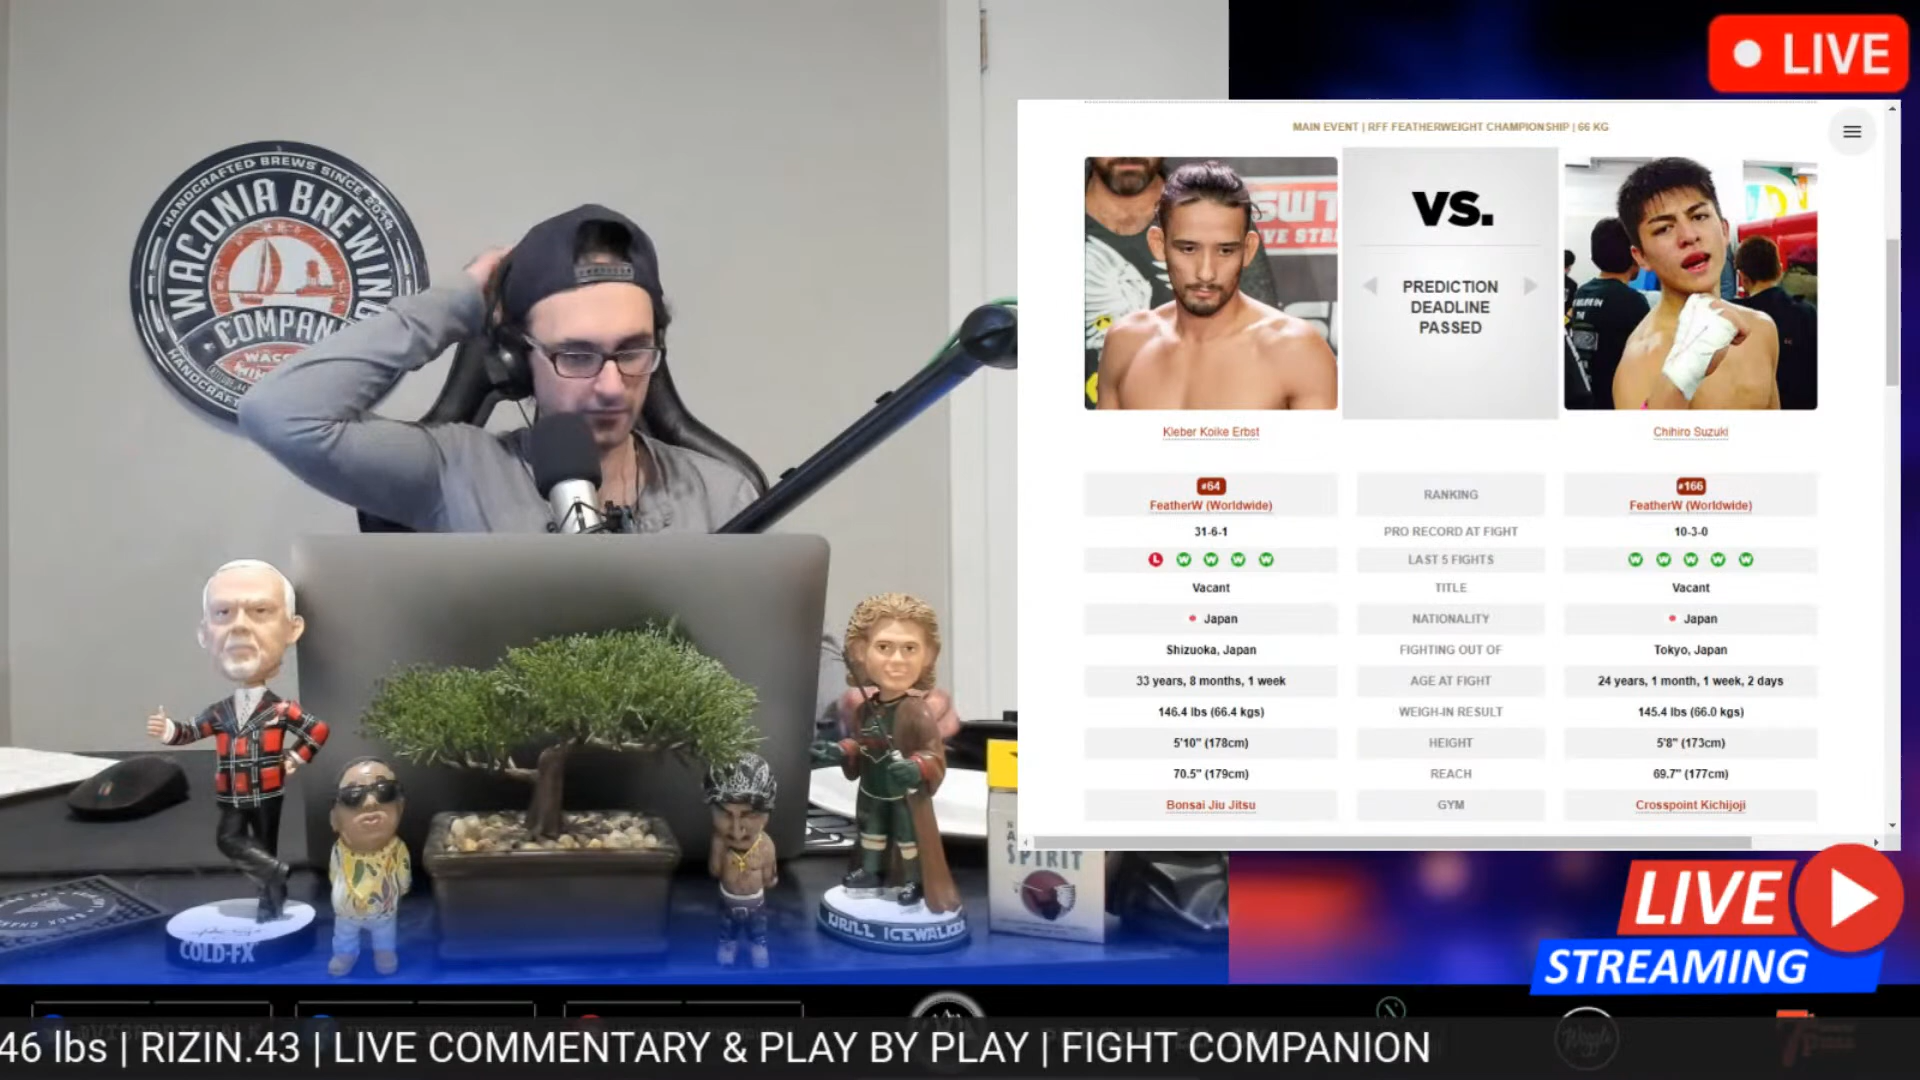 LIVE
HANDCRAFTED BREWS SINCE 2014
WACONIA BREWING
COMPAN
MAIN EVENT | RFF FEATHERWEIGHT CHAMPIONSHIP | 66 KG
VS.
PREDICTION
DEADLINE
PASSED
Kleber Koike Erbst
Chihiro Suzuki
#64 RANKING #166
FeatherW (Worldwide) FeatherW (Worldwide)
31-6-1 PRO RECORD AT FIGHT 10-3-0
L W W W W LAST 5 FIGHTS W W W W W
Vacant TITLE Vacant
Japan NATIONALITY Japan
Shizuoka, Japan FIGHTING OUT OF Tokyo, Japan
33 years, 8 months, 1 week AGE AT FIGHT 24 years, 1 month, 1 week, 2 days
146.4 lbs (66.4 kgs) WEIGH-IN RESULT 145.4 lbs (66.0 kgs)
5'10" (178cm) HEIGHT 5'8" (173cm)
70.5" (179cm) REACH 69.7" (177cm)
Bonsai Jiu Jitsu GYM Crosspoint Kichijoji
SPIRIT
COLD-FX
KIRILL ICEWALKER
LIVE
STREAMING
46 lbs | RIZIN.43 | LIVE COMMENTARY & PLAY BY PLAY | FIGHT COMPANION